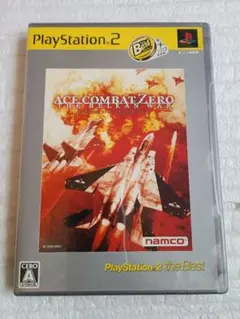 PlayStation 2
Best
ACE COMBAT ZERO
THE BELKAN WAR
namco
CERO
A
PlayStation 2 the Best